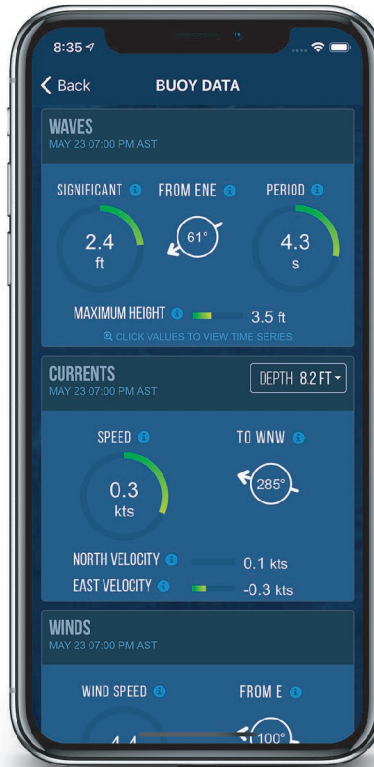 8:35
Back BUOY DATA
WAVES
MAY 23 07:00 PM AST
SIGNIFICANT FROM ENE PERIOD
2.4 ft 61° 4.3 s
MAXIMUM HEIGHT 3.5 ft
CLICK VALUES TO VIEW TIME SERIES
CURRENTS
MAY 23 07:00 PM AST
DEPTH 8.2 FT
SPEED TO WNW
0.3 kts 285°
NORTH VELOCITY 0.1 kts
EAST VELOCITY -0.3 kts
WINDS
MAY 23 07:00 PM AST
WIND SPEED FROM E
100°